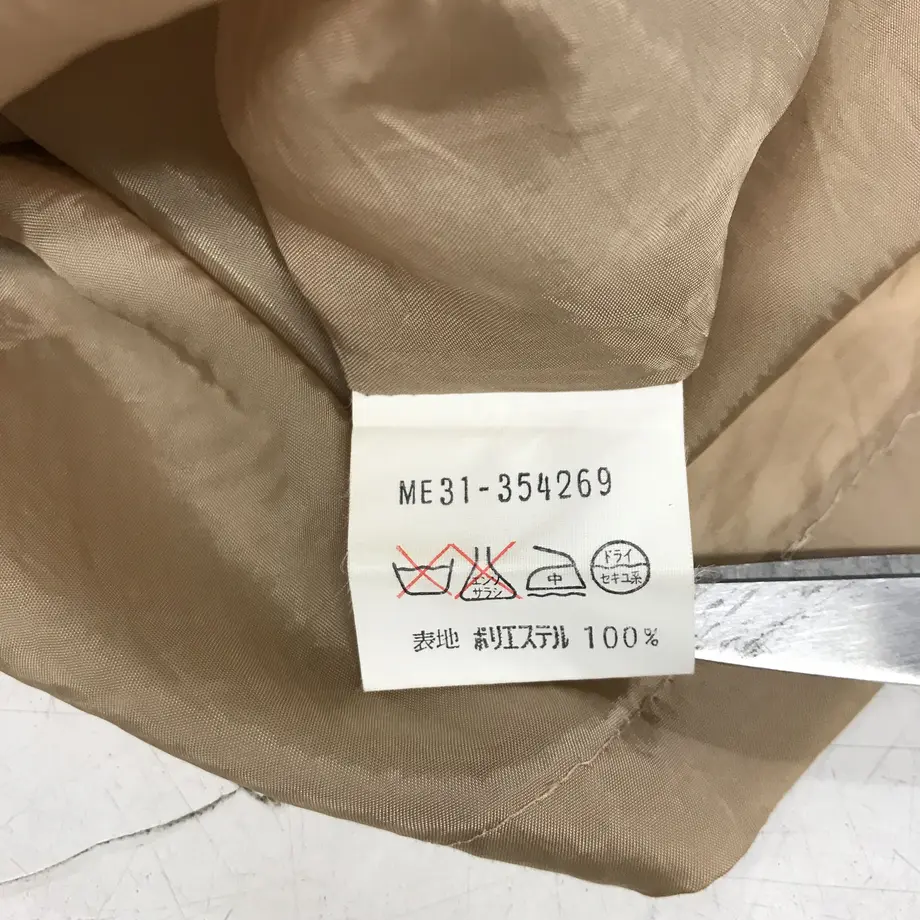 ME31-354269
エンソ
サラシ
中
ドライ
セキユ系
表地 ポリエステル 100%